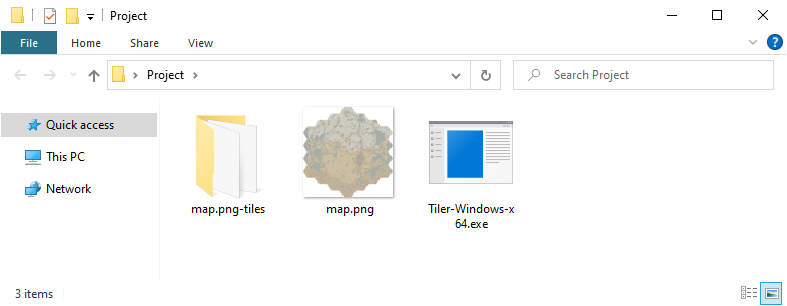 Project
File
Home
Share
View
Project
Search Project
Quick access
This PC
Network
map.png-tiles
map.png
Tiler-Windows-x
64.exe
3 items